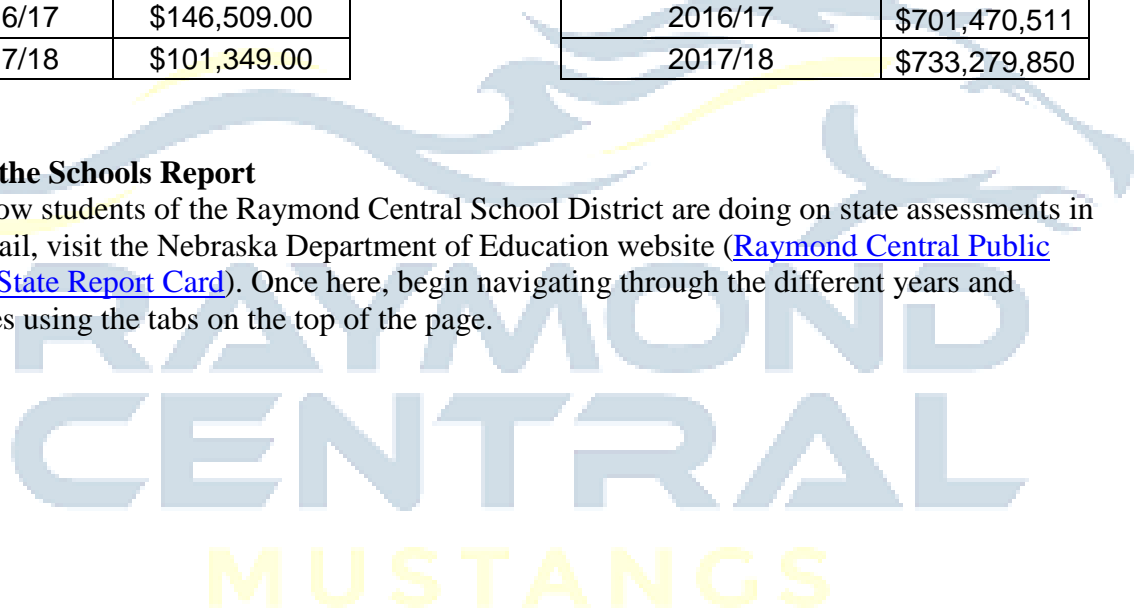 6/17 $146,509.00 2016/17 $701,470,511
7/18 $101,349.00 2017/18 $733,279,850
the Schools Report
ow students of the Raymond Central School District are doing on state assessments in
ail, visit the Nebraska Department of Education website (Raymond Central Public
State Report Card). Once here, begin navigating through the different years and
es using the tabs on the top of the page.
RAYMOND
CENTRAL
MUSTANGS